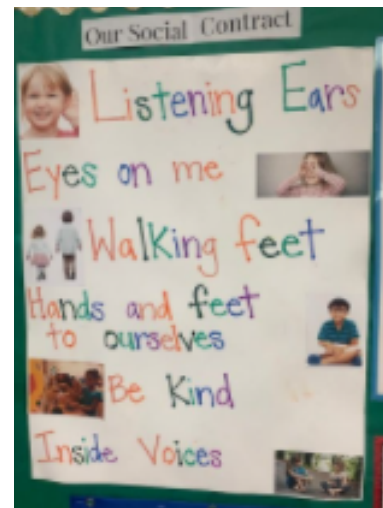 Our Social Contract
Listening Ears
Eyes on me
Walking feet
Hands and feet
to ourselves
Be Kind
Inside Voices